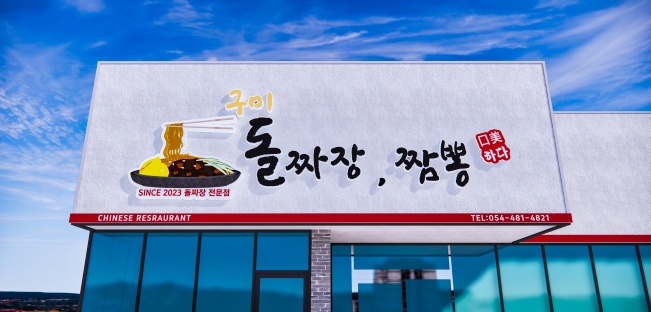 구미
돌짜장, 짬뽕
口美
하다
SINCE 2023 돌짜장 전문점
CHINESE RESRAURANT
TEL:054-481-4821